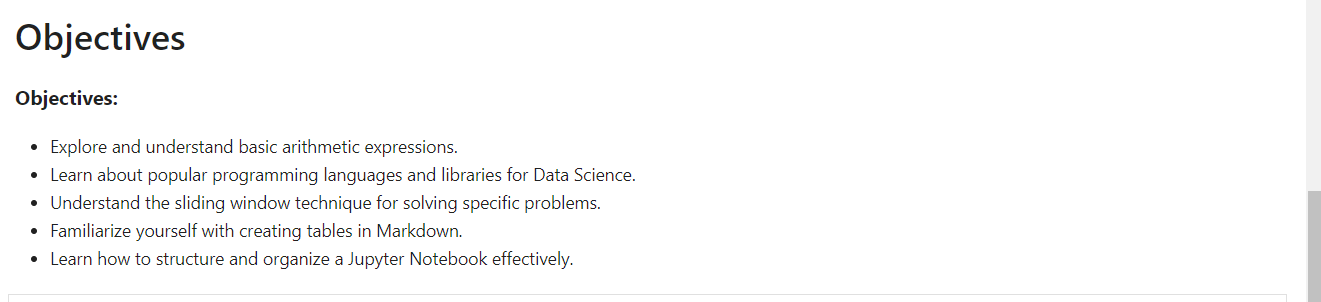 Objectives
Objectives:
• Explore and understand basic arithmetic expressions.
• Learn about popular programming languages and libraries for Data Science.
• Understand the sliding window technique for solving specific problems.
• Familiarize yourself with creating tables in Markdown.
• Learn how to structure and organize a Jupyter Notebook effectively.